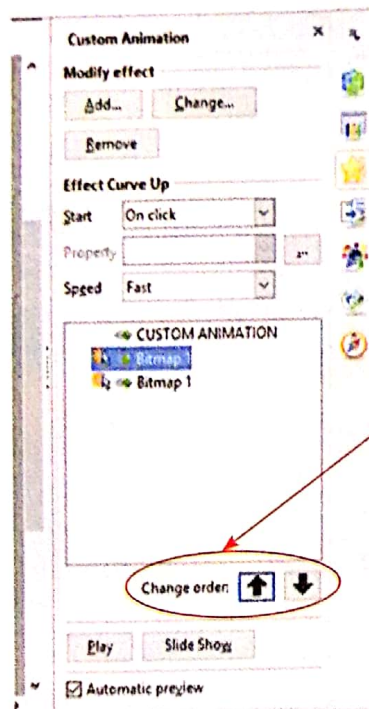 Custom Animation
Modify effect
Add... Change...
Remove
Effect Curve Up
Start On click
Property ...
Speed Fast
CUSTOM ANIMATION
Bitmap 1
Bitmap 1
Change order:
Play Slide Show
Automatic preview